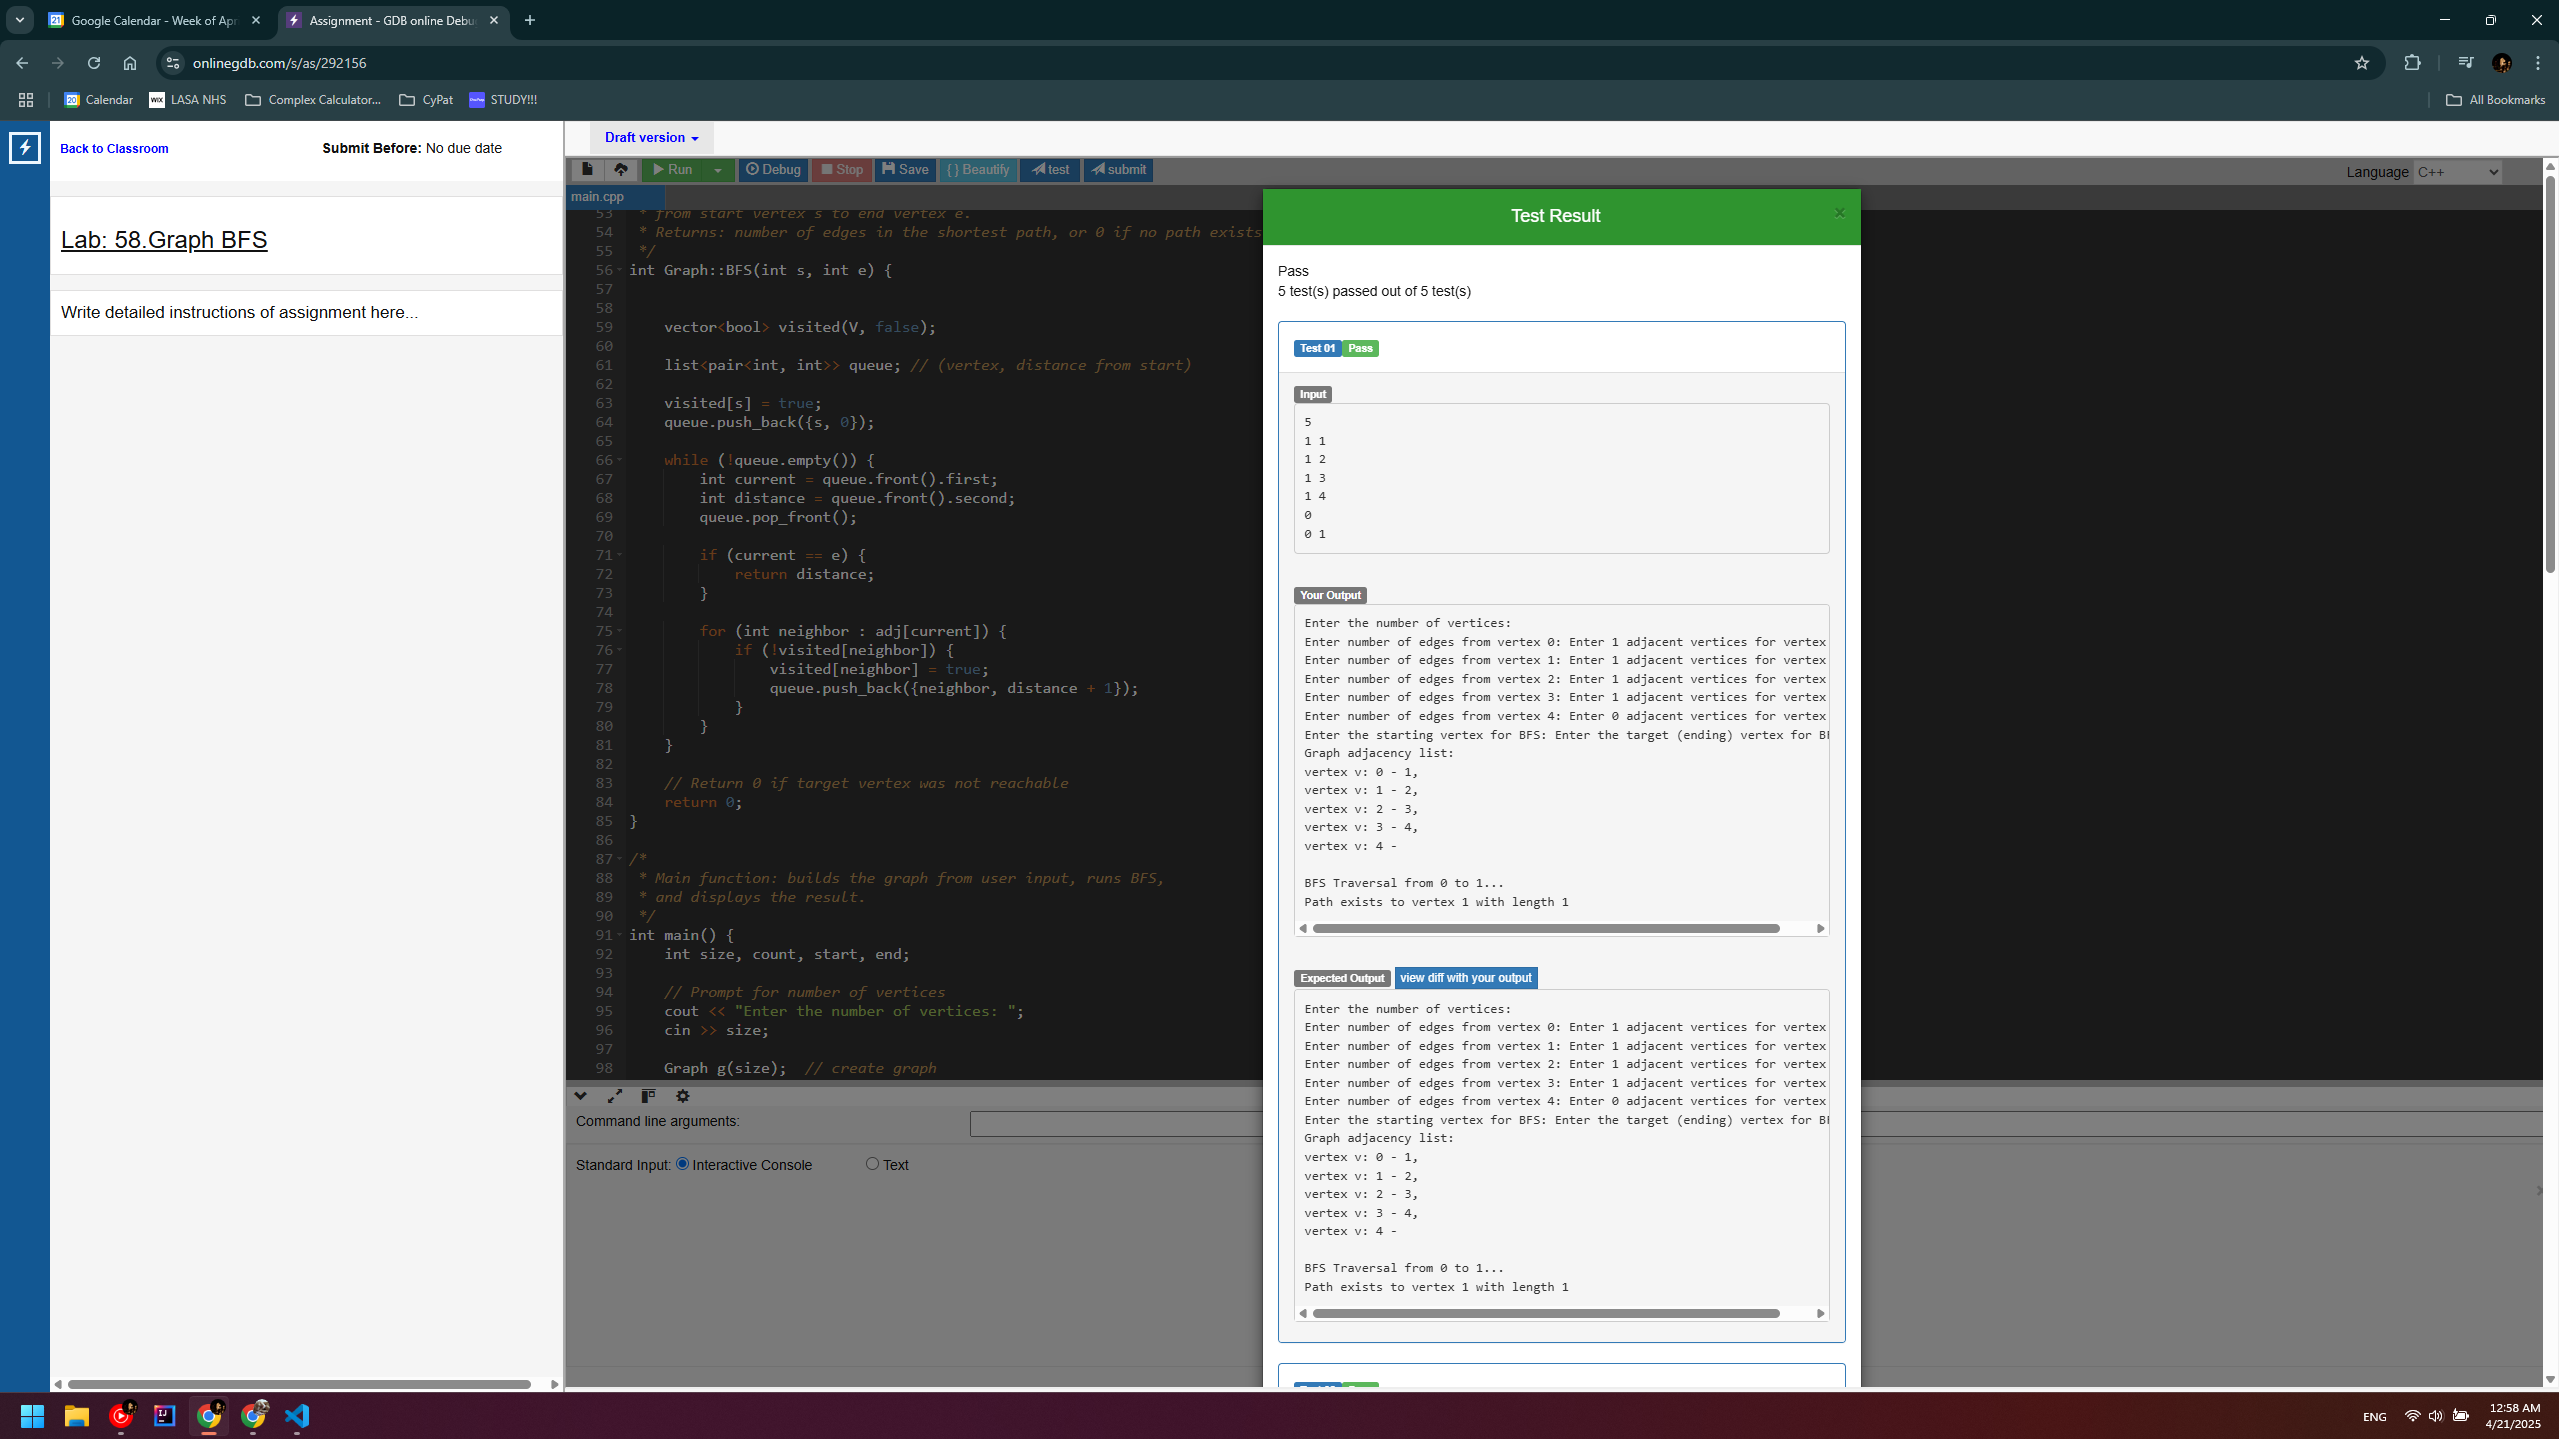 Google Calendar - Week of Apr
Assignment - GDB online Debu
onlinegdb.com/s/as/292156
Calendar
LASA NHS
Complex Calculator...
CyPat
STUDY!!!
All Bookmarks
Back to Classroom
Submit Before: No due date
Lab: 58.Graph BFS
Write detailed instructions of assignment here...
Draft version
Run
Debug
Stop
Save
{ } Beautify
test
submit
Language C++
main.cpp
53 * from start vertex s to end vertex e.
54 * Returns: number of edges in the shortest path, or 0 if no path exists
55 */
56 int Graph::BFS(int s, int e) {
57
58
59 vector<bool> visited(V, false);
60
61 list<pair<int, int>> queue; // (vertex, distance from start)
62
63 visited[s] = true;
64 queue.push_back({s, 0});
65
66 while (!queue.empty()) {
67 int current = queue.front().first;
68 int distance = queue.front().second;
69 queue.pop_front();
70
71 if (current == e) {
72 return distance;
73 }
74
75 for (int neighbor : adj[current]) {
76 if (!visited[neighbor]) {
77 visited[neighbor] = true;
78 queue.push_back({neighbor, distance + 1});
79 }
80 }
81 }
82
83 // Return 0 if target vertex was not reachable
84 return 0;
85 }
86
87 /*
88 * Main function: builds the graph from user input, runs BFS,
89 * and displays the result.
90 */
91 int main() {
92 int size, count, start, end;
93
94 // Prompt for number of vertices
95 cout << "Enter the number of vertices: ";
96 cin >> size;
97
98 Graph g(size); // create graph
Command line arguments:
Standard Input: Interactive Console Text
Test Result
×
Pass
5 test(s) passed out of 5 test(s)
Test 01 Pass
Input
5
1 1
1 2
1 3
1 4
0
0 1
Your Output
Enter the number of vertices:
Enter number of edges from vertex 0: Enter 1 adjacent vertices for vertex
Enter number of edges from vertex 1: Enter 1 adjacent vertices for vertex
Enter number of edges from vertex 2: Enter 1 adjacent vertices for vertex
Enter number of edges from vertex 3: Enter 1 adjacent vertices for vertex
Enter number of edges from vertex 4: Enter 0 adjacent vertices for vertex
Enter the starting vertex for BFS: Enter the target (ending) vertex for
Graph adjacency list:
vertex v: 0 - 1,
vertex v: 1 - 2,
vertex v: 2 - 3,
vertex v: 3 - 4,
vertex v: 4 -
BFS Traversal from 0 to 1...
Path exists to vertex 1 with length 1
Expected Output view diff with your output
Enter the number of vertices:
Enter number of edges from vertex 0: Enter 1 adjacent vertices for vertex
Enter number of edges from vertex 1: Enter 1 adjacent vertices for vertex
Enter number of edges from vertex 2: Enter 1 adjacent vertices for vertex
Enter number of edges from vertex 3: Enter 1 adjacent vertices for vertex
Enter number of edges from vertex 4: Enter 0 adjacent vertices for vertex
Enter the starting vertex for BFS: Enter the target (ending) vertex for
Graph adjacency list:
vertex v: 0 - 1,
vertex v: 1 - 2,
vertex v: 2 - 3,
vertex v: 3 - 4,
vertex v: 4 -
BFS Traversal from 0 to 1...
Path exists to vertex 1 with length 1
ENG
12:58 AM
4/21/2025